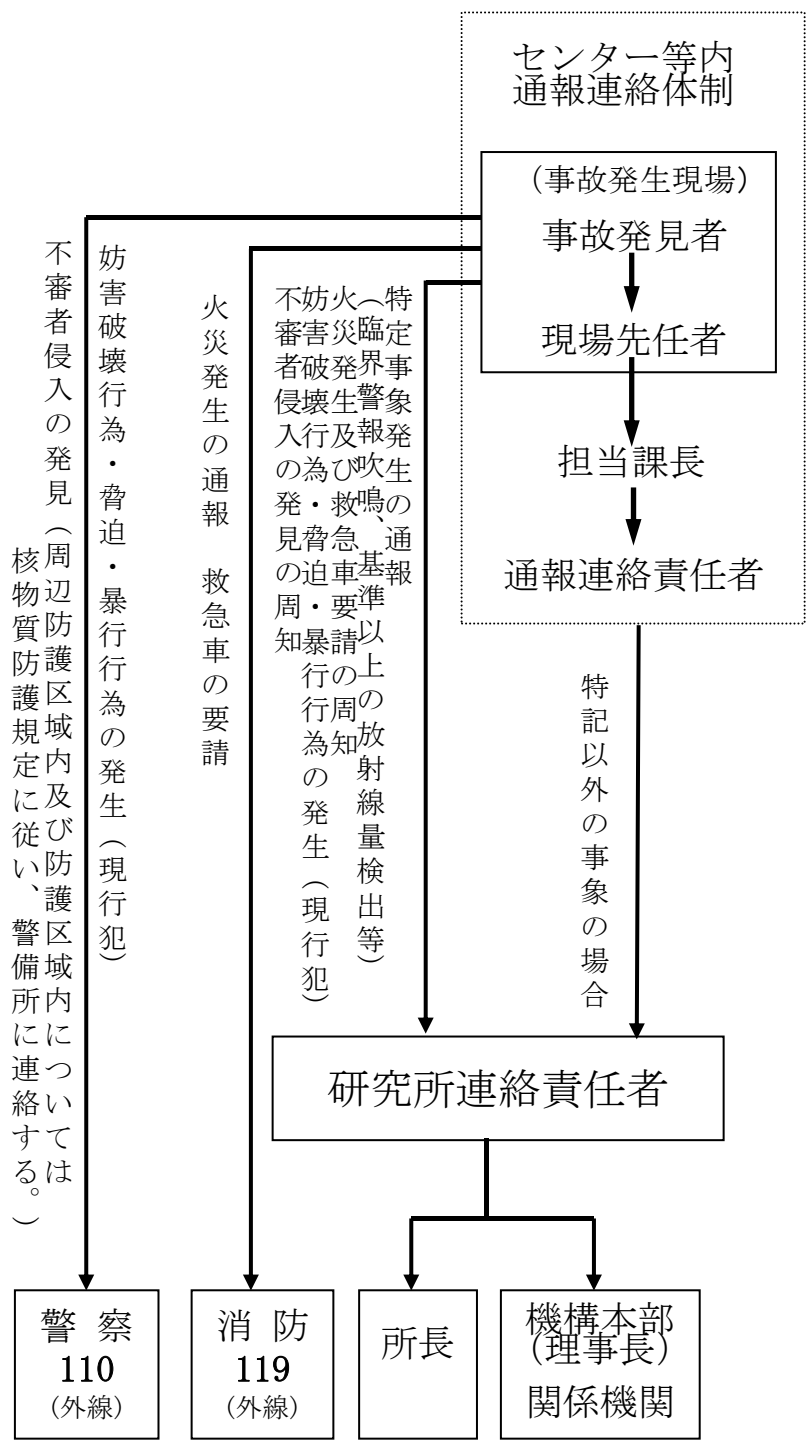 センター等内
通報連絡体制
（事故発生現場）
事故発見者
現場先任者
担当課長
通報連絡責任者
特記以外の事象の場合
特定事象発生の通報
（臨界警報吹鳴、基準以上の放射線量検出等）
火災発生及び救急車要請の周知
妨害破壊行為・脅迫・暴行行為の発生（現行犯）
不審者侵入の発見の周知
火災発生の通報　救急車の要請
妨害破壊行為・脅迫・暴行行為の発生（現行犯）
不審者侵入の発見（周辺防護区域内及び防護区域内については
核物質防護規定に従い、警備所に連絡する。）
研究所連絡責任者
警 察
110
（外線）
消 防
119
（外線）
所長
機構本部
（理事長）
関係機関